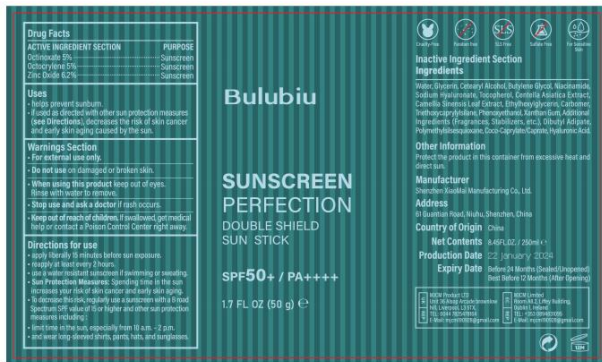 Drug Facts
ACTIVE INGREDIENT SECTION PURPOSE
Octinoxate 5% Sunscreen
Octocrylene 5% Sunscreen
Zinc Oxide 6.2% Sunscreen
Uses
• helps prevent sunburn.
• if used as directed with other sun protection measures
(see Directions), decreases the risk of skin cancer
and early skin aging caused by the sun.
Warnings Section
• For external use only.
• Do not use on damaged or broken skin.
• When using this product keep out of eyes.
Rinse with water to remove.
• Stop use and ask a doctor if rash occurs.
• Keep out of reach of children. If swallowed, get medical
help or contact a Poison Control Center right away.
Directions for use
• apply liberally 15 minutes before sun exposure.
• reapply at least every 2 hours.
• use a water resistant sunscreen if swimming or sweating.
• Sun Protection Measures: Spending time in the sun
increases your risk of skin cancer and early skin aging.
• To decrease this risk, regularly use a sunscreen with a Broad
Spectrum SPF value of 15 or higher and other sun protection
measures including :
• limit time in the sun, especially from 10 a.m. - 2 p.m.
• and wear long-sleeved shirts, pants, hats, and sunglasses.
Bulubiu
SUNSCREEN
PERFECTION
DOUBLE SHIELD
SUN STICK
SPF50+ / PA++++
1.7 FL OZ (50 g) ℮
SLS
Cruelty-Free Paraben Free SLS Free Sulfate Free For Sensitive
Skin
Inactive Ingredient Section
Ingredients
Water, Glycerin, Cetearyl Alcohol, Butylene Glycol, Niacinamide,
Sodium Hyaluronate, Tocopherol, Centella Asiatica Extract,
Camellia Sinensis Leaf Extract, Ethylhexylglycerin, Carbomer,
Triethoxycaprylylsilane, Phenoxyethanol, Xanthan Gum, Additional
Ingredients (Fragrances, Stabilizers, etc.), Dibutyl Adipate,
Polymethylsilsesquioxane, Coco-Caprylate/Caprate, Hyaluronic Acid.
Other Information
Protect the product in this container from excessive heat and
direct sun.
Manufacturer
Shenzhen XiaoMai Manufacturing Co., Ltd.
Address
61 Guantian Road, Niuhu, Shenzhen, China
Country of Origin China
Net Contents 8.45FL.OZ. / 250ml ℮
Production Date 22 january 2024
Expiry Date Before 24 Months (Sealed/Unopened)
Best Before 12 Months (After Opening)